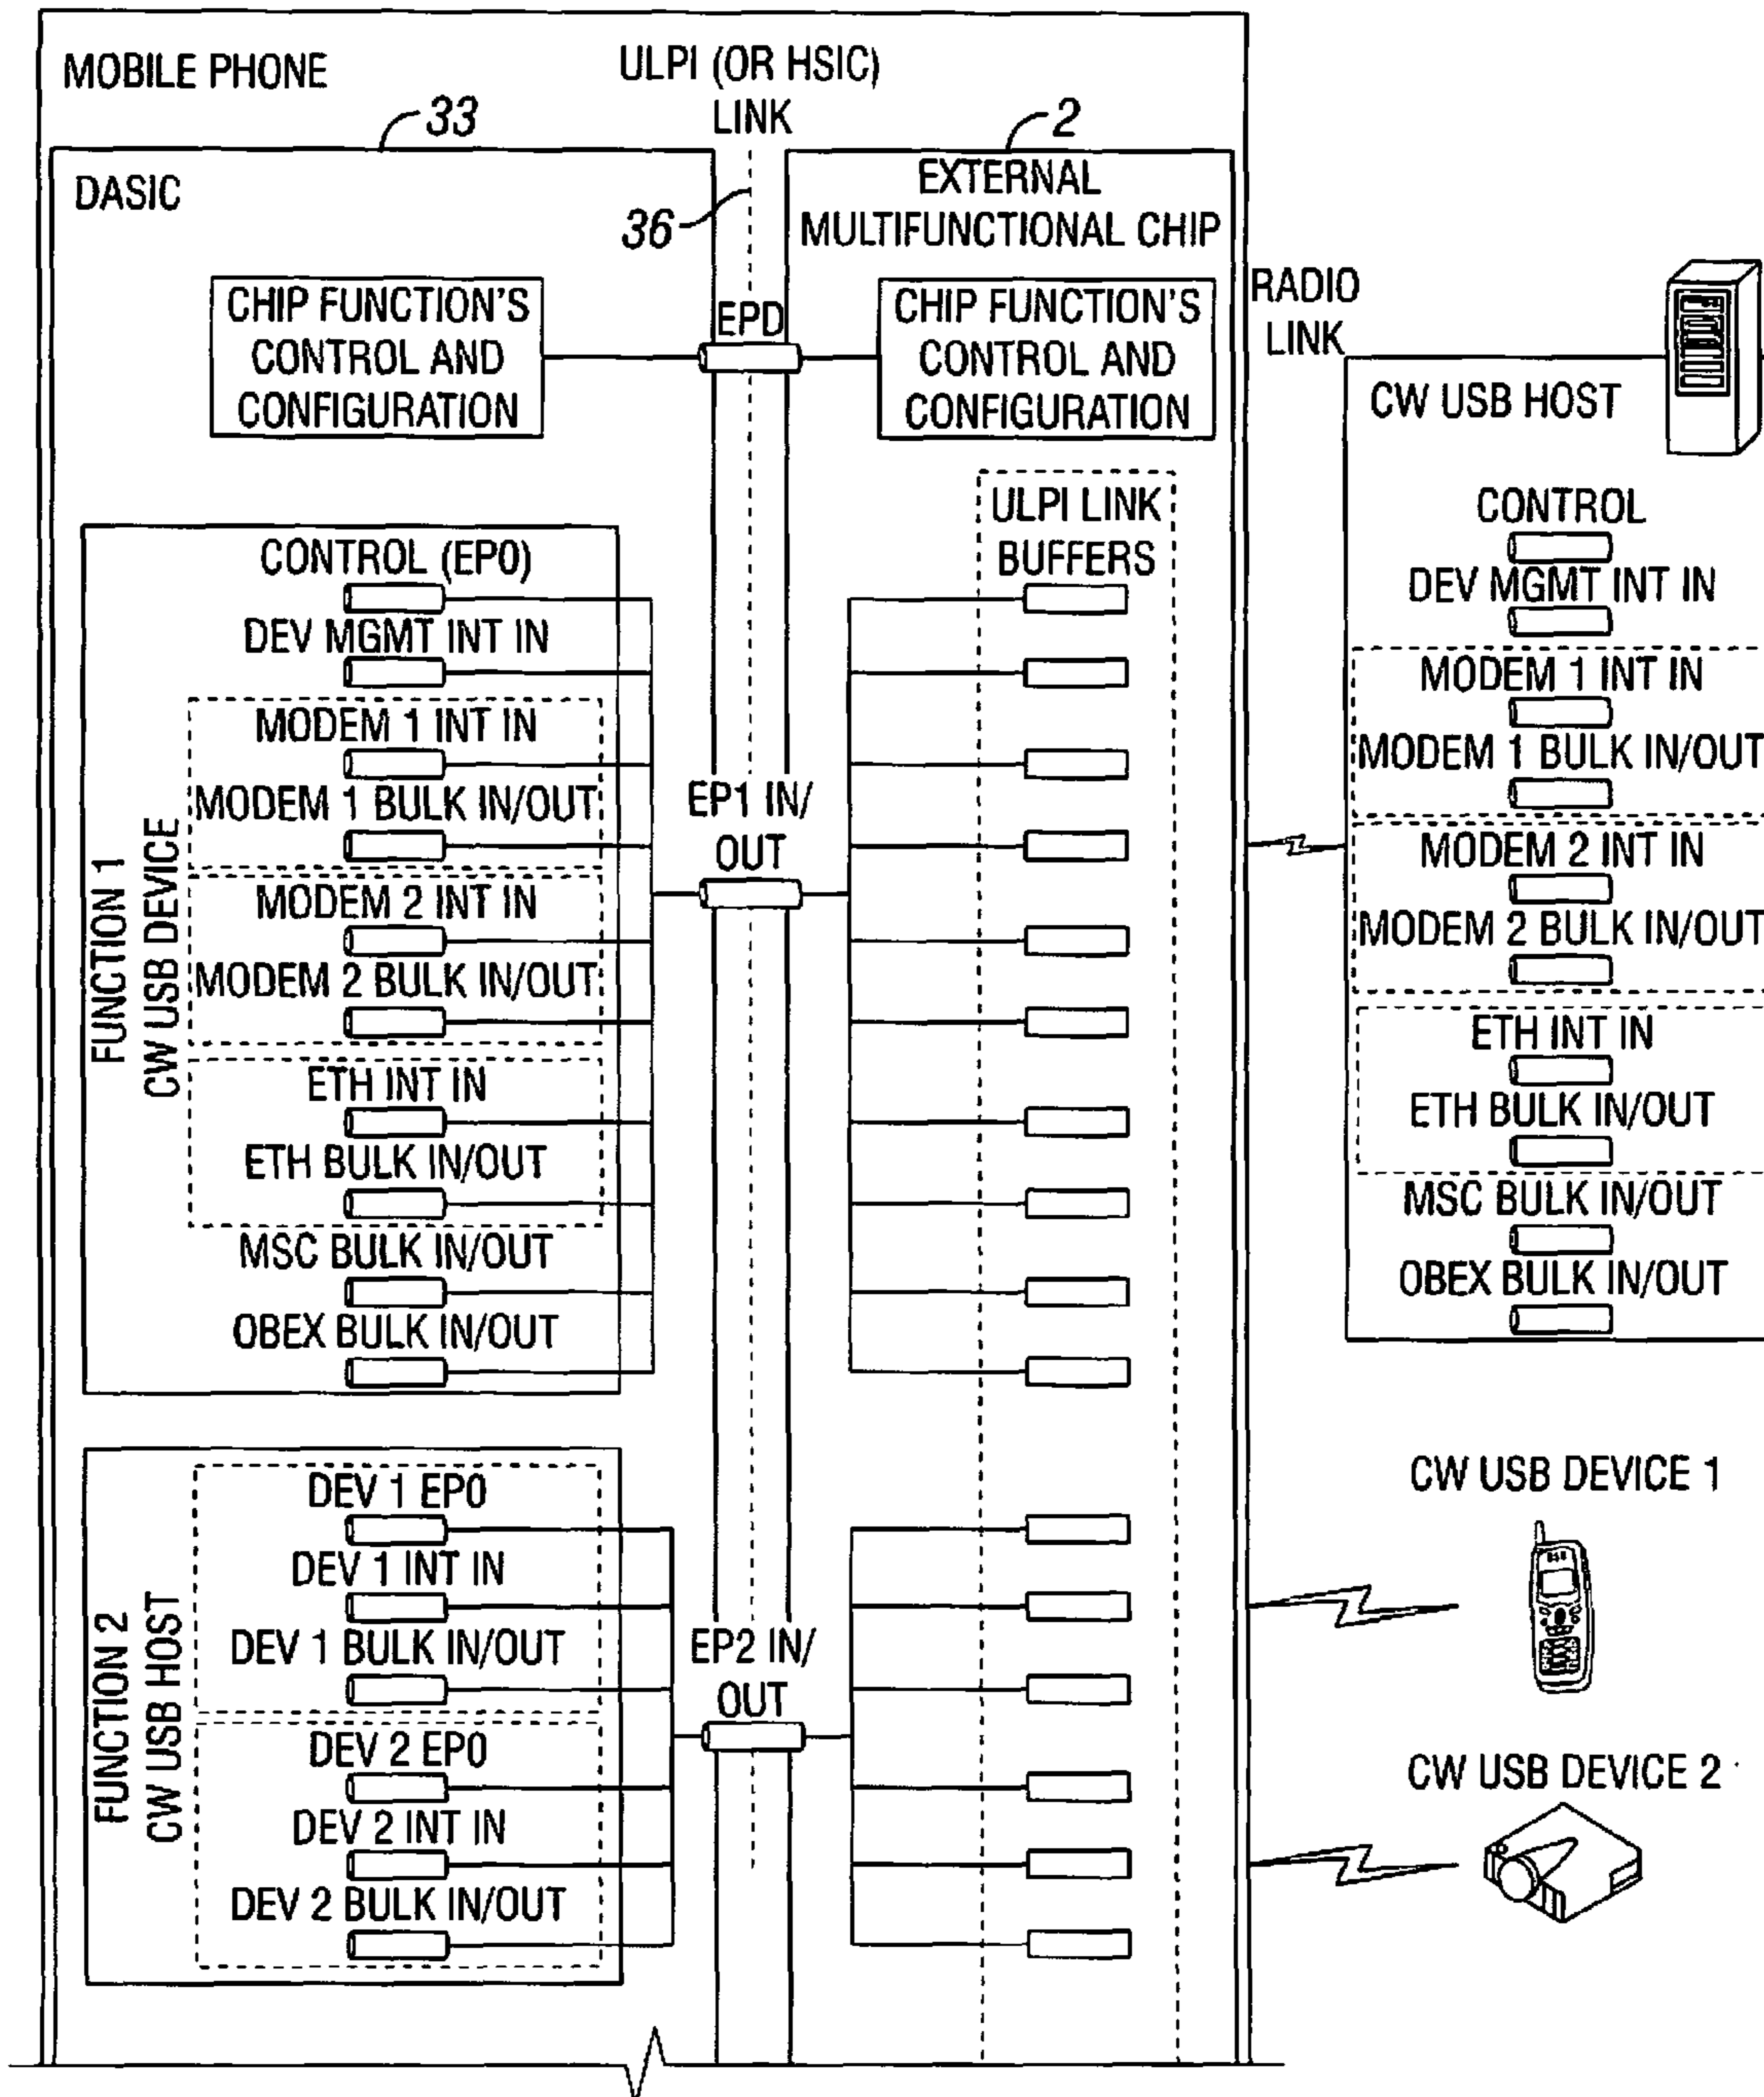 MOBILE PHONE
ULPI (OR HSIC)
LINK
33
2
DASIC
36
EXTERNAL
MULTIFUNCTIONAL CHIP
CHIP FUNCTION'S
CONTROL AND
CONFIGURATION
EPD
CHIP FUNCTION'S
CONTROL AND
CONFIGURATION
RADIO
LINK
FUNCTION 1
CW USB DEVICE
CONTROL (EP0)
DEV MGMT INT IN
MODEM 1 INT IN
MODEM 1 BULK IN/OUT
MODEM 2 INT IN
MODEM 2 BULK IN/OUT
ETH INT IN
ETH BULK IN/OUT
MSC BULK IN/OUT
OBEX BULK IN/OUT
EP1 IN/
OUT
ULPI LINK
BUFFERS
CW USB HOST
CONTROL
DEV MGMT INT IN
MODEM 1 INT IN
MODEM 1 BULK IN/OUT
MODEM 2 INT IN
MODEM 2 BULK IN/OUT
ETH INT IN
ETH BULK IN/OUT
MSC BULK IN/OUT
OBEX BULK IN/OUT
FUNCTION 2
CW USB HOST
DEV 1 EP0
DEV 1 INT IN
DEV 1 BULK IN/OUT
DEV 2 EP0
DEV 2 INT IN
DEV 2 BULK IN/OUT
EP2 IN/
OUT
CW USB DEVICE 1
CW USB DEVICE 2